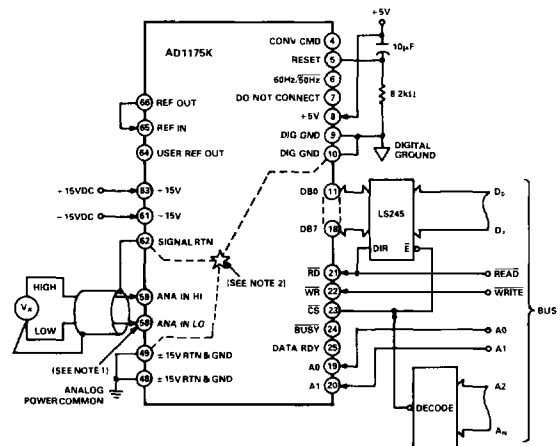 +5V
10μF
8.2kΩ
DIGITAL
GROUND
AD1175K
CONV CMD 4
RESET 5
60Hz/50Hz 6
DO NOT CONNECT 7
+5V 8
DIG GND 9
DIG GND 10
66 REF OUT
65 REF IN
64 USER REF OUT
+15VDC 63 +15V
-15VDC 61 -15V
62 SIGNAL RTN
(SEE NOTE 2)
HIGH
VX
LOW
59 ANA IN HI
58 ANA IN LO
(SEE NOTE 1)
49 ±15V RTN & GND
48 ±15V RTN & GND
ANALOG
POWER COMMON
DB0 11
DB7 18
LS245
DIR E
D0
D7
RD 21 READ
WR 22 WRITE
CS 23
BUSY 24 A0
DATA RDY 25 A1
A0 19
A1 20
BUS
DECODE
A2
AN